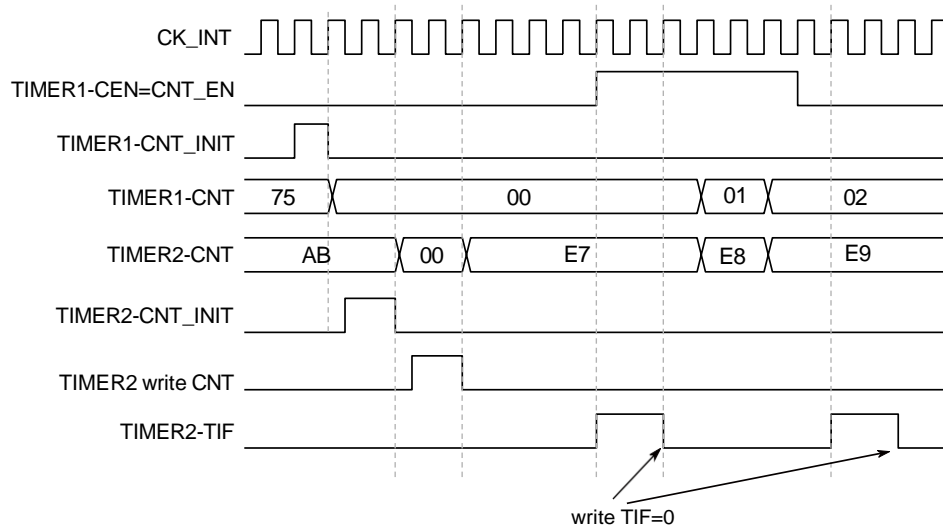 CK_INT
TIMER1-CEN=CNT_EN
TIMER1-CNT_INIT
TIMER1-CNT 75 00 01 02
TIMER2-CNT AB 00 E7 E8 E9
TIMER2-CNT_INIT
TIMER2 write CNT
TIMER2-TIF
write TIF=0